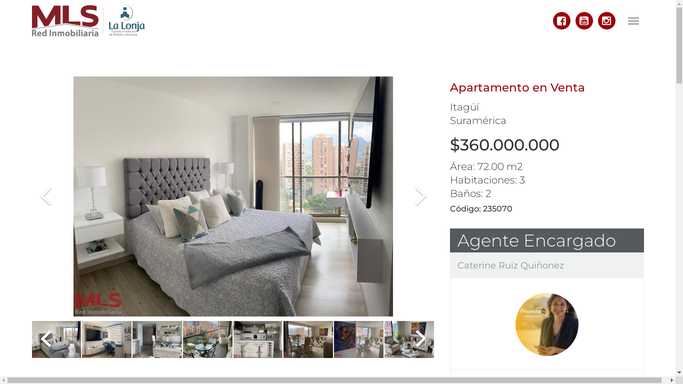 MLS
Red Inmobiliaria
La Lonja
Apartamento en Venta
Itagüí
Suramérica
$360.000.000
Área: 72.00 m2
Habitaciones: 3
Baños: 2
Código: 235070
Agente Encargado
Caterine Ruiz Quiñonez
MLS
Red Inmobiliaria